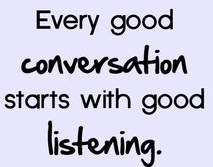 Every good
conversation
starts with good
listening.